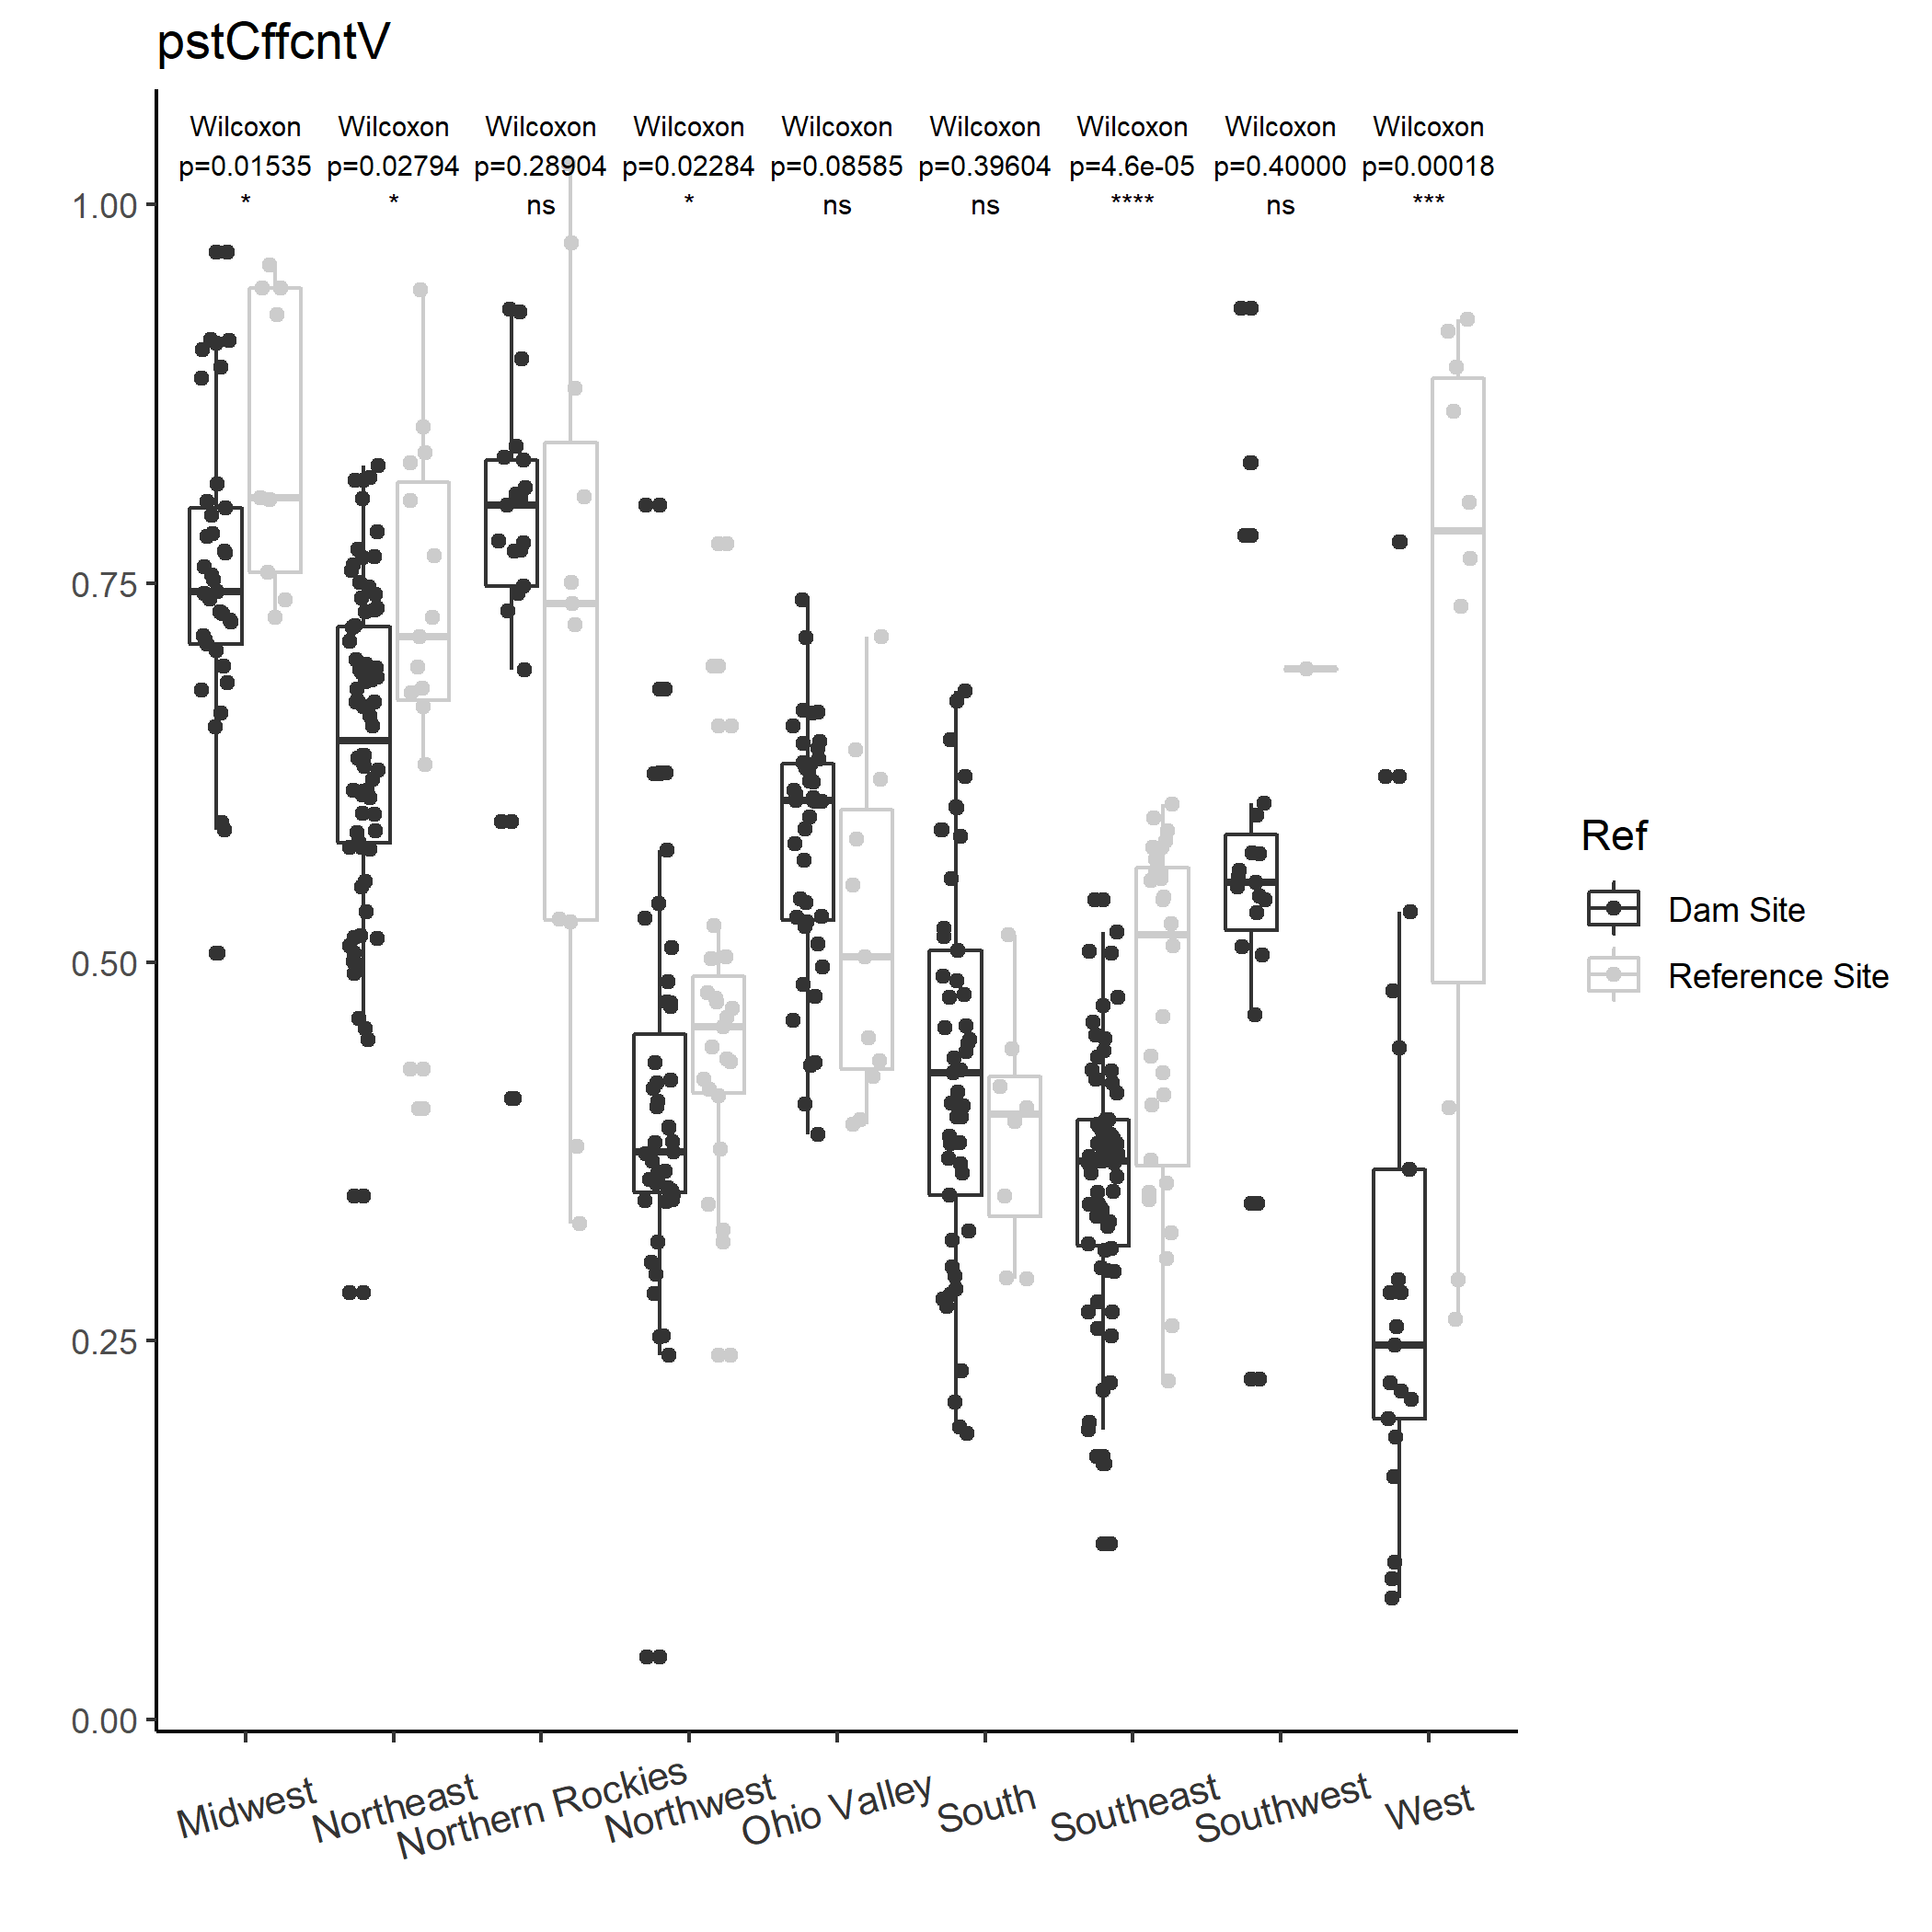 pstCffcntV
Wilcoxon Wilcoxon Wilcoxon Wilcoxon Wilcoxon Wilcoxon Wilcoxon Wilcoxon Wilcoxon
p=0.01535 p=0.02794 p=0.28904 p=0.02284 p=0.08585 p=0.39604 p=4.6e-05 p=0.40000 p=0.00018
* * ns * ns ns **** ns ***
1.00
0.75
0.50
0.25
0.00
Ref
Dam Site
Reference Site
Midwest
Northeast
Northern Rockies
Northwest
Ohio Valley
South
Southeast
Southwest
West